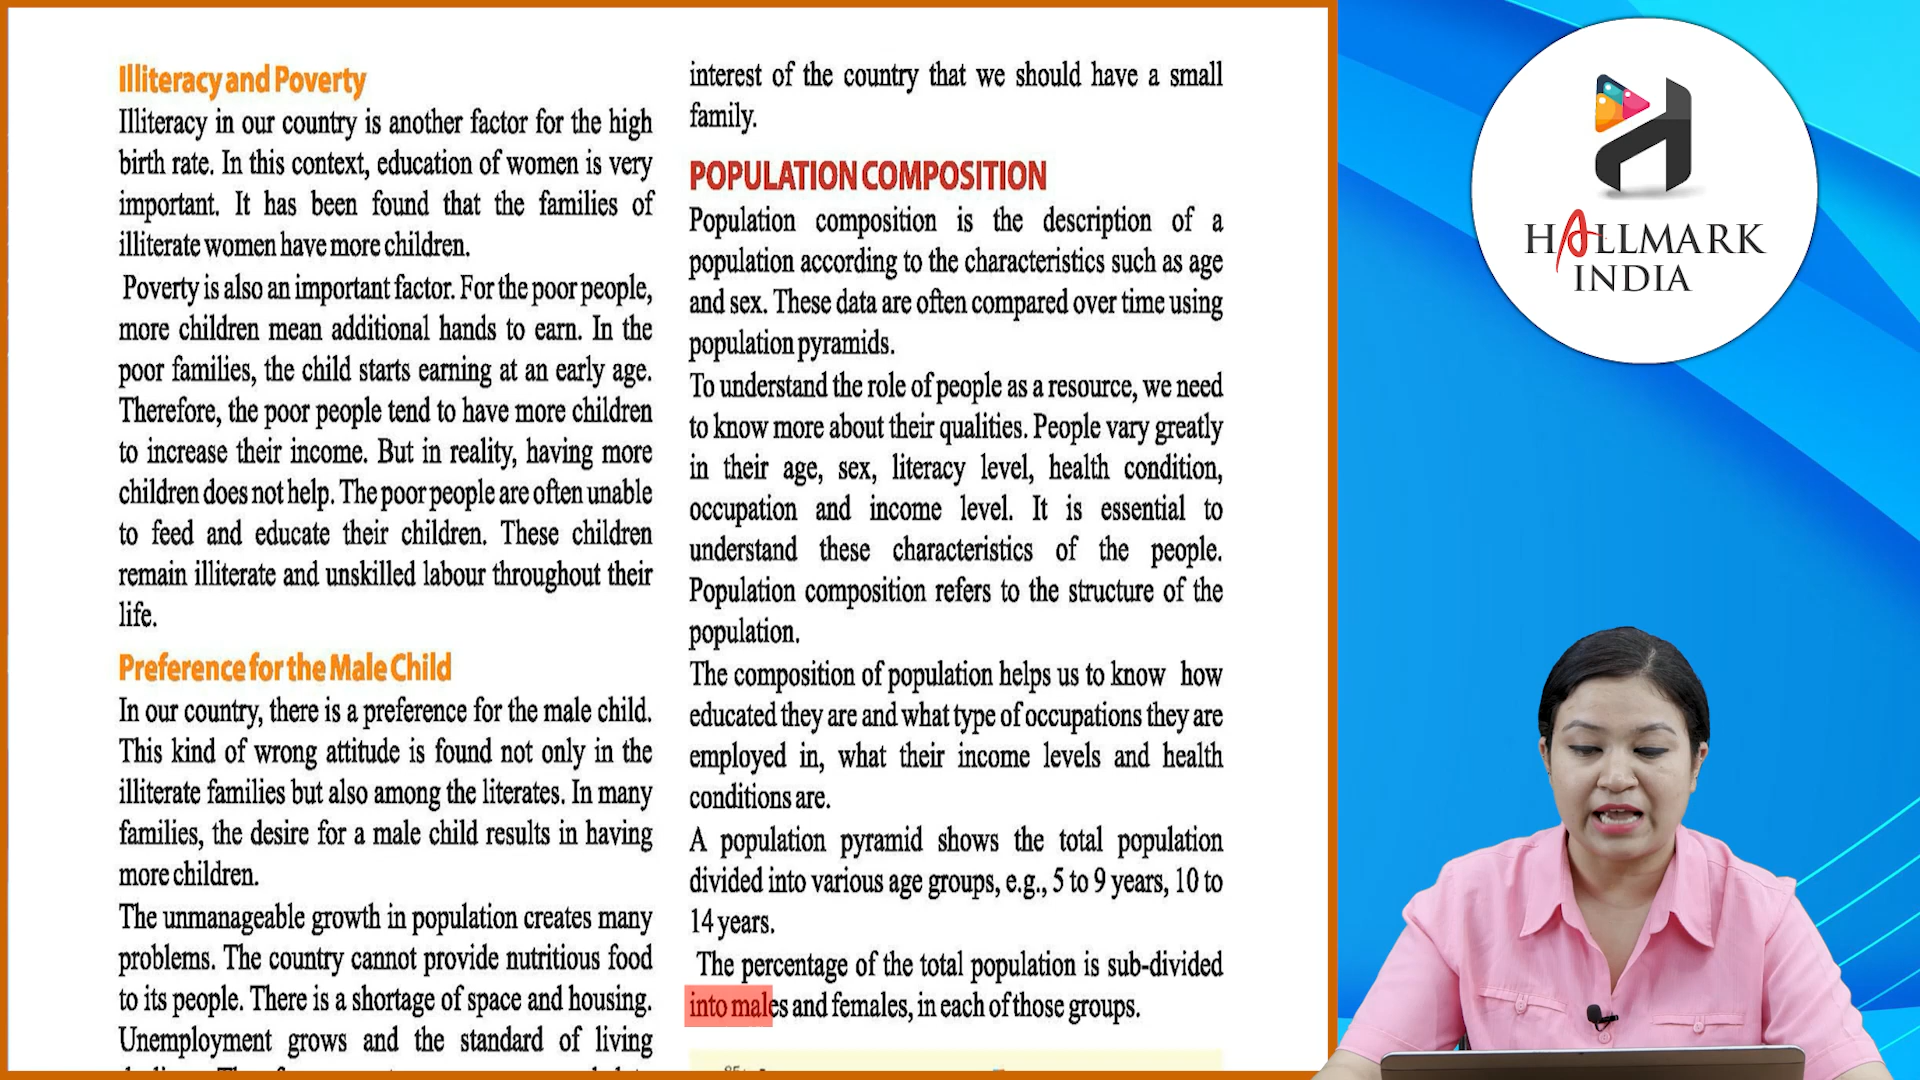 Illiteracy and Poverty
Illiteracy in our country is another factor for the high
birth rate. In this context, education of women is very
important. It has been found that the families of
illiterate women have more children.
Poverty is also an important factor. For the poor people,
more children mean additional hands to earn. In the
poor families, the child starts earning at an early age.
Therefore, the poor people tend to have more children
to increase their income. But in reality, having more
children does not help. The poor people are often unable
to feed and educate their children. These children
remain illiterate and unskilled labour throughout their
life.
Preference for the Male Child
In our country, there is a preference for the male child.
This kind of wrong attitude is found not only in the
illiterate families but also among the literates. In many
families, the desire for a male child results in having
more children.
The unmanageable growth in population creates many
problems. The country cannot provide nutritious food
to its people. There is a shortage of space and housing.
Unemployment grows and the standard of living
interest of the country that we should have a small
family.
POPULATION COMPOSITION
Population composition is the description of a
population according to the characteristics such as age
and sex. These data are often compared over time using
population pyramids.
To understand the role of people as a resource, we need
to know more about their qualities. People vary greatly
in their age, sex, literacy level, health condition,
occupation and income level. It is essential to
understand these characteristics of the people.
Population composition refers to the structure of the
population.
The composition of population helps us to know how
educated they are and what type of occupations they are
employed in, what their income levels and health
conditions are.
A population pyramid shows the total population
divided into various age groups, e.g., 5 to 9 years, 10 to
14 years.
The percentage of the total population is sub-divided
into males and females, in each of those groups.
HALLMARK
INDIA